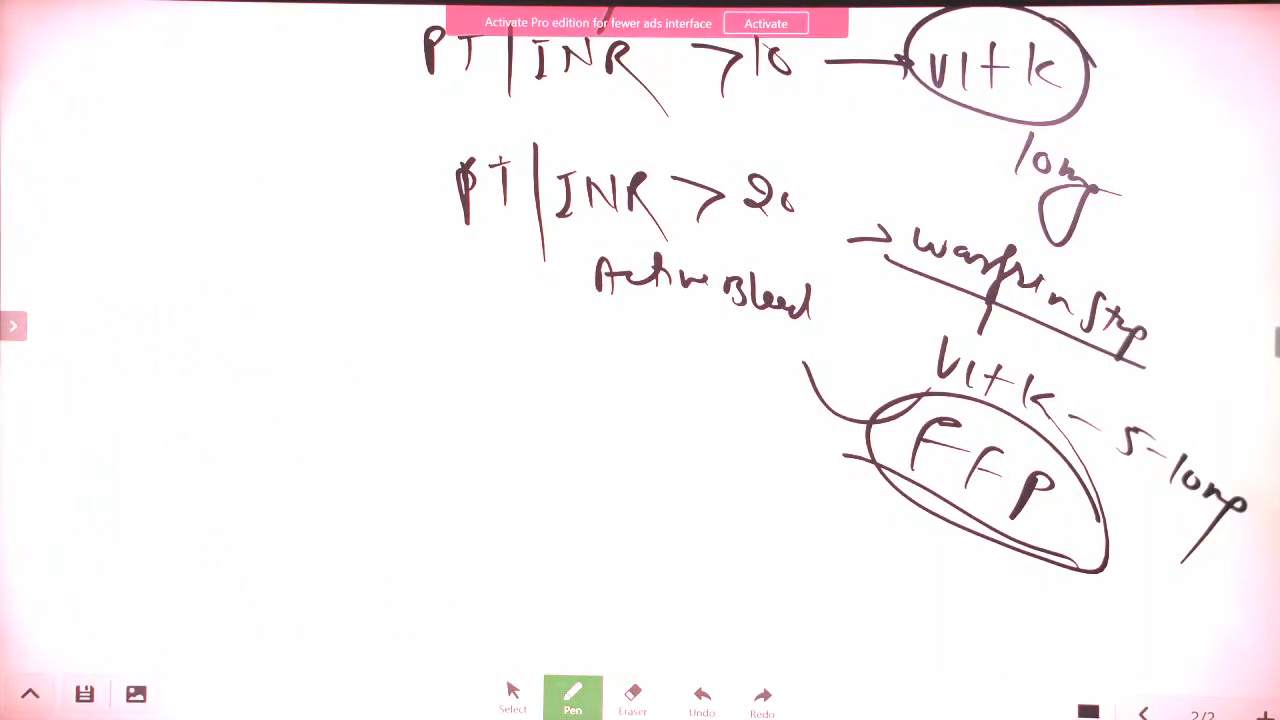 Activate Pro edition for fewer ads interface Activate
PT | INR > 10 → Vit K
10mg
PT | INR > 20
Active Bleed
→ Warfrin Stop
Vit K - 5-10mg
FFP
Select Pen Eraser Undo Redo
2/2